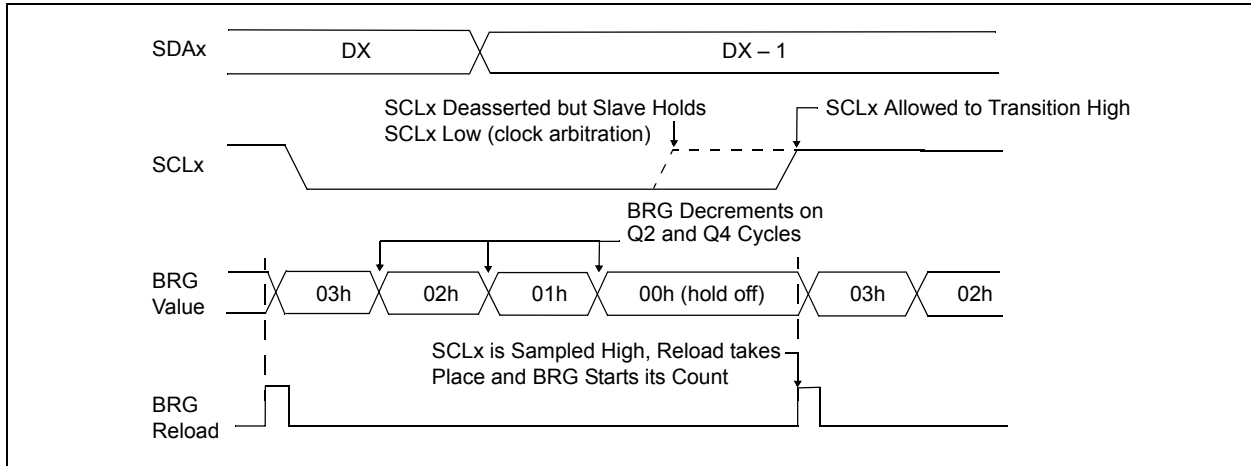 SDAx
DX
DX – 1
SCLx Deasserted but Slave Holds
SCLx Low (clock arbitration)
SCLx Allowed to Transition High
SCLx
BRG Decrements on
Q2 and Q4 Cycles
BRG
Value
03h
02h
01h
00h (hold off)
03h
02h
SCLx is Sampled High, Reload takes
Place and BRG Starts its Count
BRG
Reload